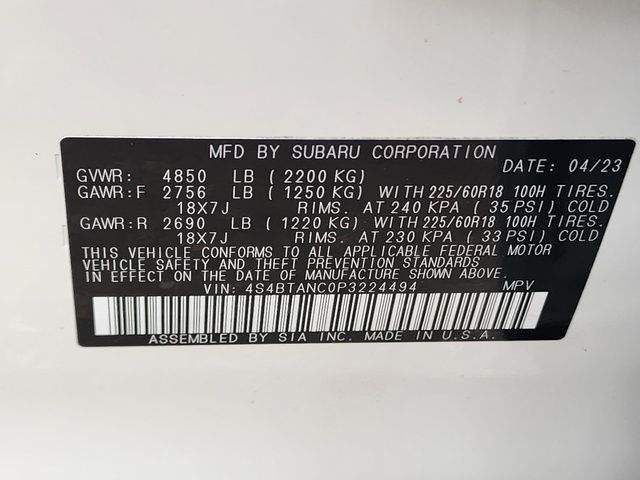 MFD BY SUBARU CORPORATION DATE: 04/23
GVWR: 4850 LB (2200 KG)
GAWR:F 2756 LB (1250 KG) WITH 225/60R18 100H TIRES.
18X7J RIMS. AT 240 KPA (35 PSI) COLD
GAWR:R 2690 LB (1220 KG) WITH 225/60R18 100H TIRES.
18X7J RIMS. AT 230 KPA (33 PSI) COLD
THIS VEHICLE CONFORMS TO ALL APPLICABLE FEDERAL MOTOR
VEHICLE SAFETY AND THEFT PREVENTION STANDARDS
IN EFFECT ON THE DATE OF MANUFACTURE SHOWN ABOVE.
VIN: 4S4BTANC0P3224494 MPV
ASSEMBLED BY SIA INC. MADE IN U.S.A.